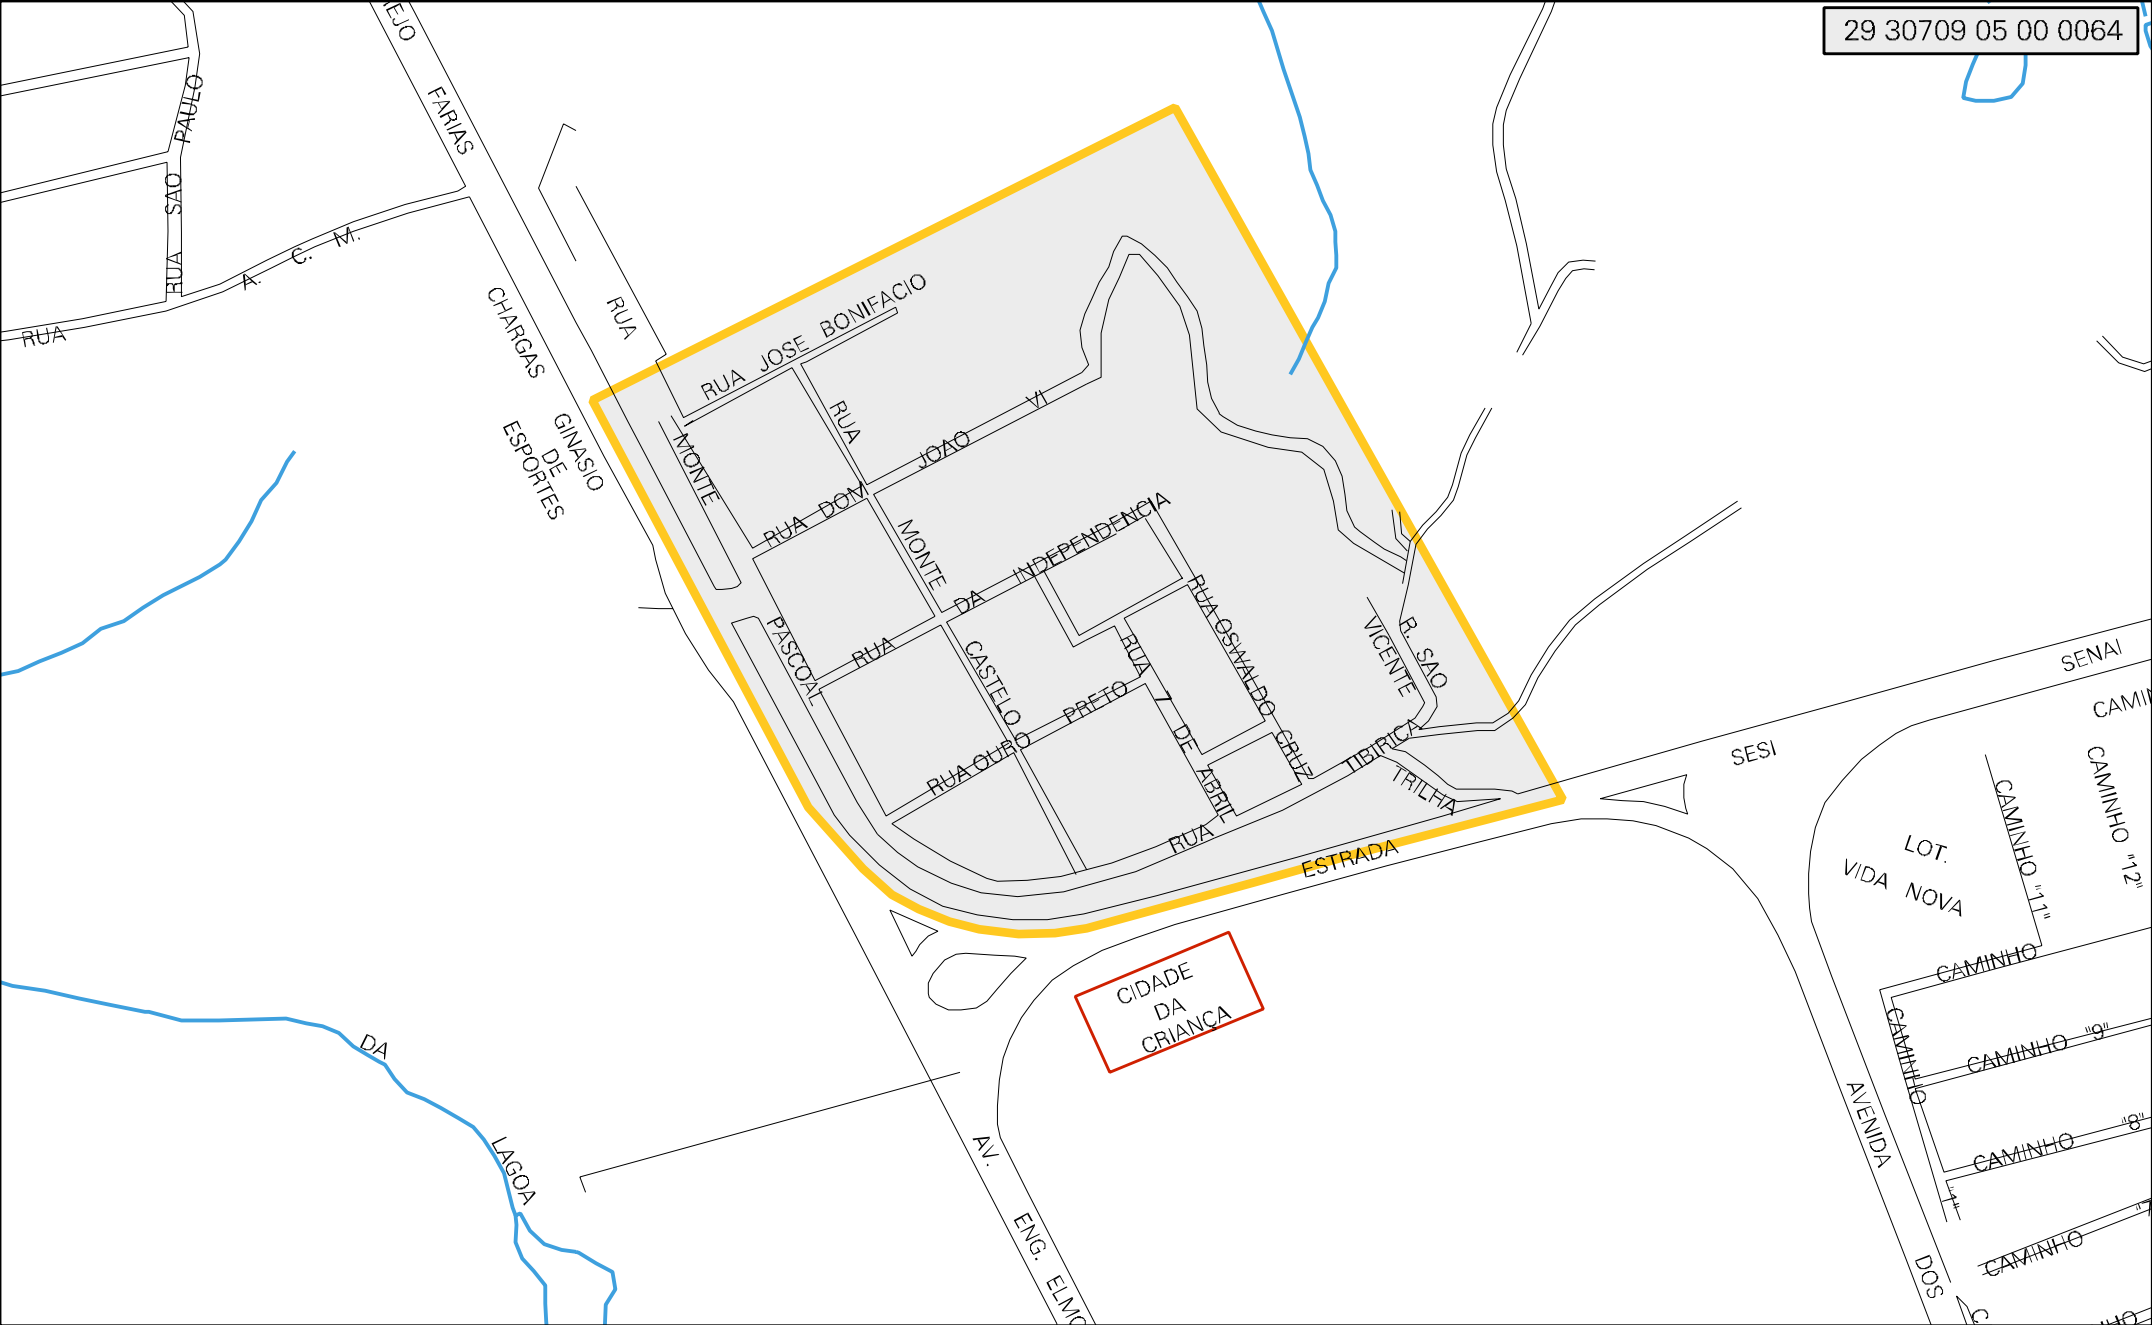 29 30709 05 00 0064
FARIAS
RUA SAO PAULO
RUA A. C. M.
CHARGAS
RUA
GINASIO
DE
ESPORTES
RUA JOSE BONIFACIO
MONTE
PASCOAL
RUA
MONTE
CASTELO
RUA DOM JOAO VI
RUA DA INDEPENDENCIA
RUA OURO PRETO
RUA 7 DE ABRIL
RUA OSWALDO
CRUZ
R. SAO
VICENTE
RUA TIBIRICA
TRILHA
ESTRADA
SESI
SENAI
CIDADE
DA
CRIANÇA
LOT.
VIDA NOVA
CAMINHO "11"
CAMINHO "12"
CAMINHO
CAMINHO "1"
CAMINHO "9"
CAMINHO "8"
CAMINHO
AVENIDA
DOS
DA
LAGOA
AV.
ENG. ELMO